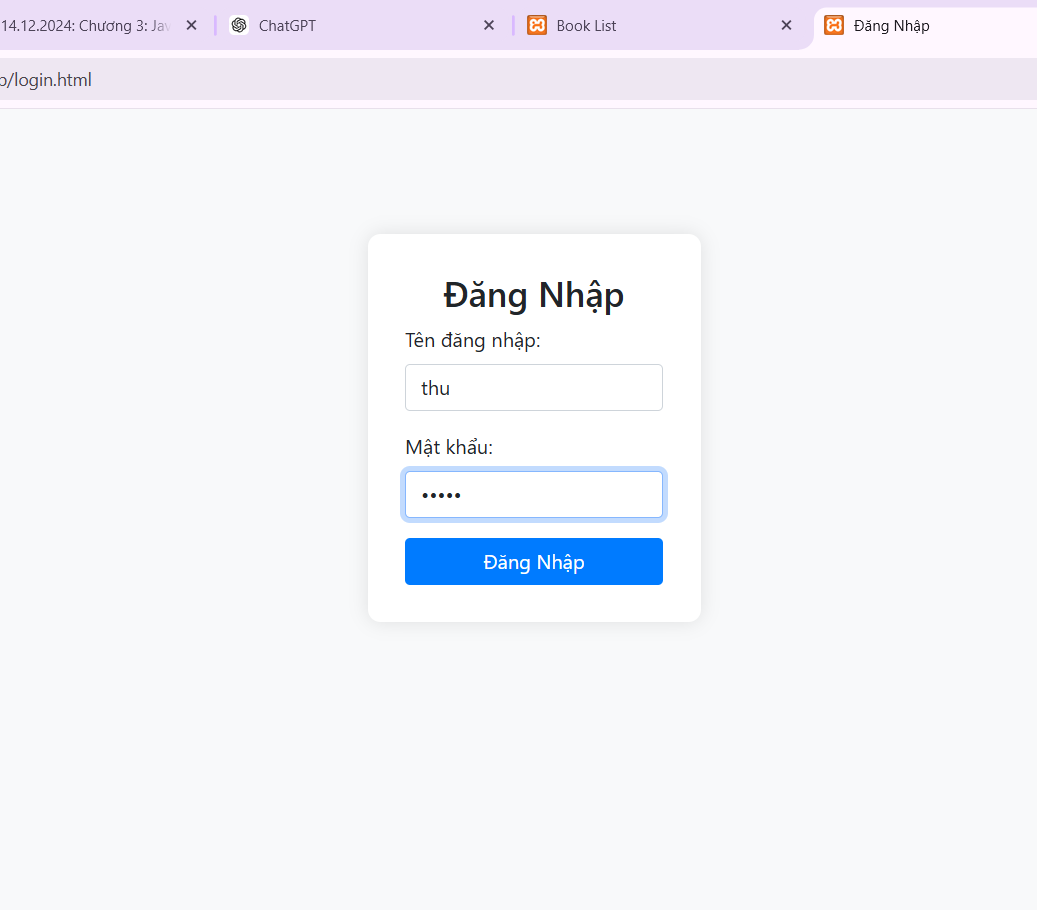 14.12.2024: Chương 3: Jav
ChatGPT
Book List
Đăng Nhập
/login.html
Đăng Nhập
Tên đăng nhập:
thu
Mật khẩu:
•••••
Đăng Nhập